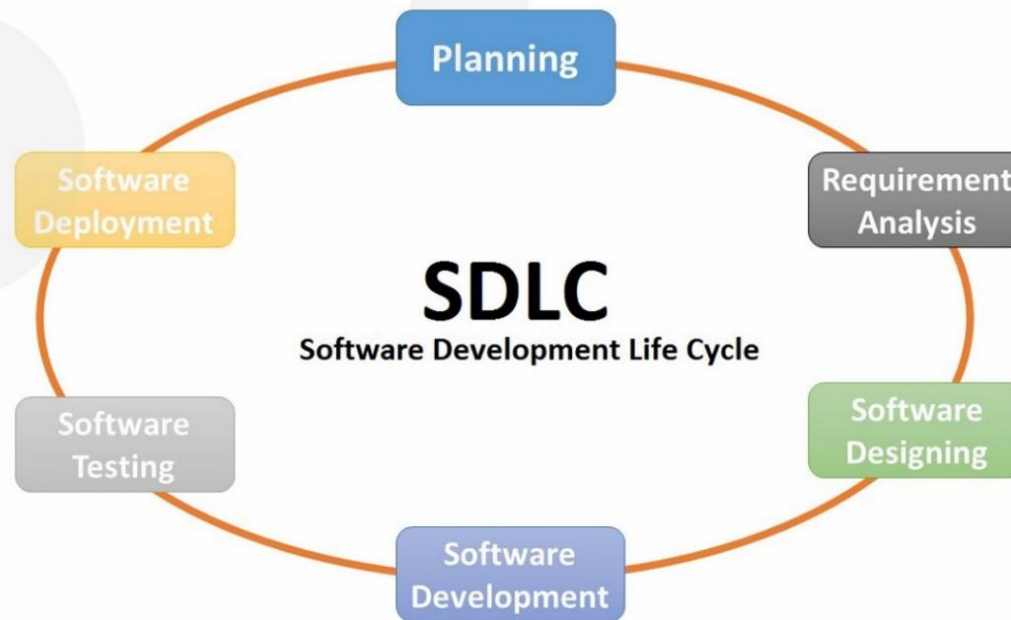 Planning
Software
Deployment
Requirement
Analysis
SDLC
Software Development Life Cycle
Software
Testing
Software
Designing
Software
Development